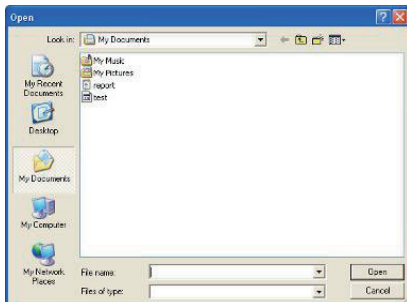 Open
Look in: My Documents
My Recent
Documents
Desktop
My Documents
My Computer
My Network
Places
My Music
My Pictures
report
test
File name: Open
Files of type: Cancel